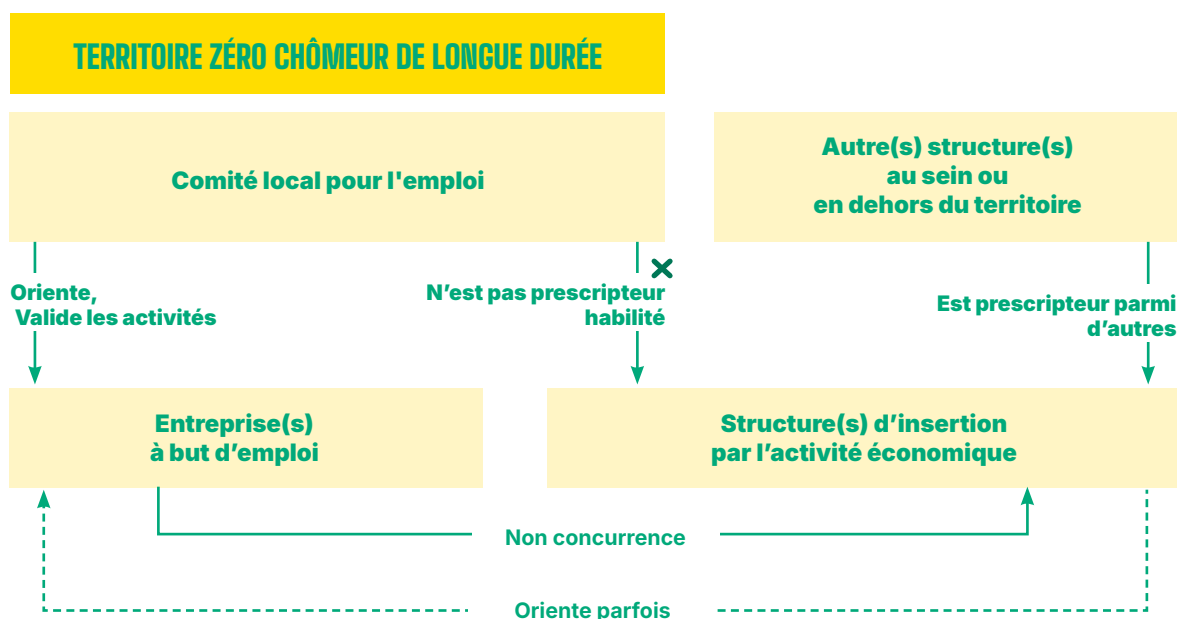 TERRITOIRE ZÉRO CHÔMEUR DE LONGUE DURÉE
Comité local pour l'emploi
Autre(s) structure(s)
au sein ou
en dehors du territoire
Oriente,
Valide les activités
N’est pas prescripteur
habilité
Est prescripteur parmi
d’autres
Entreprise(s)
à but d’emploi
Structure(s) d’insertion
par l’activité économique
Non concurrence
Oriente parfois